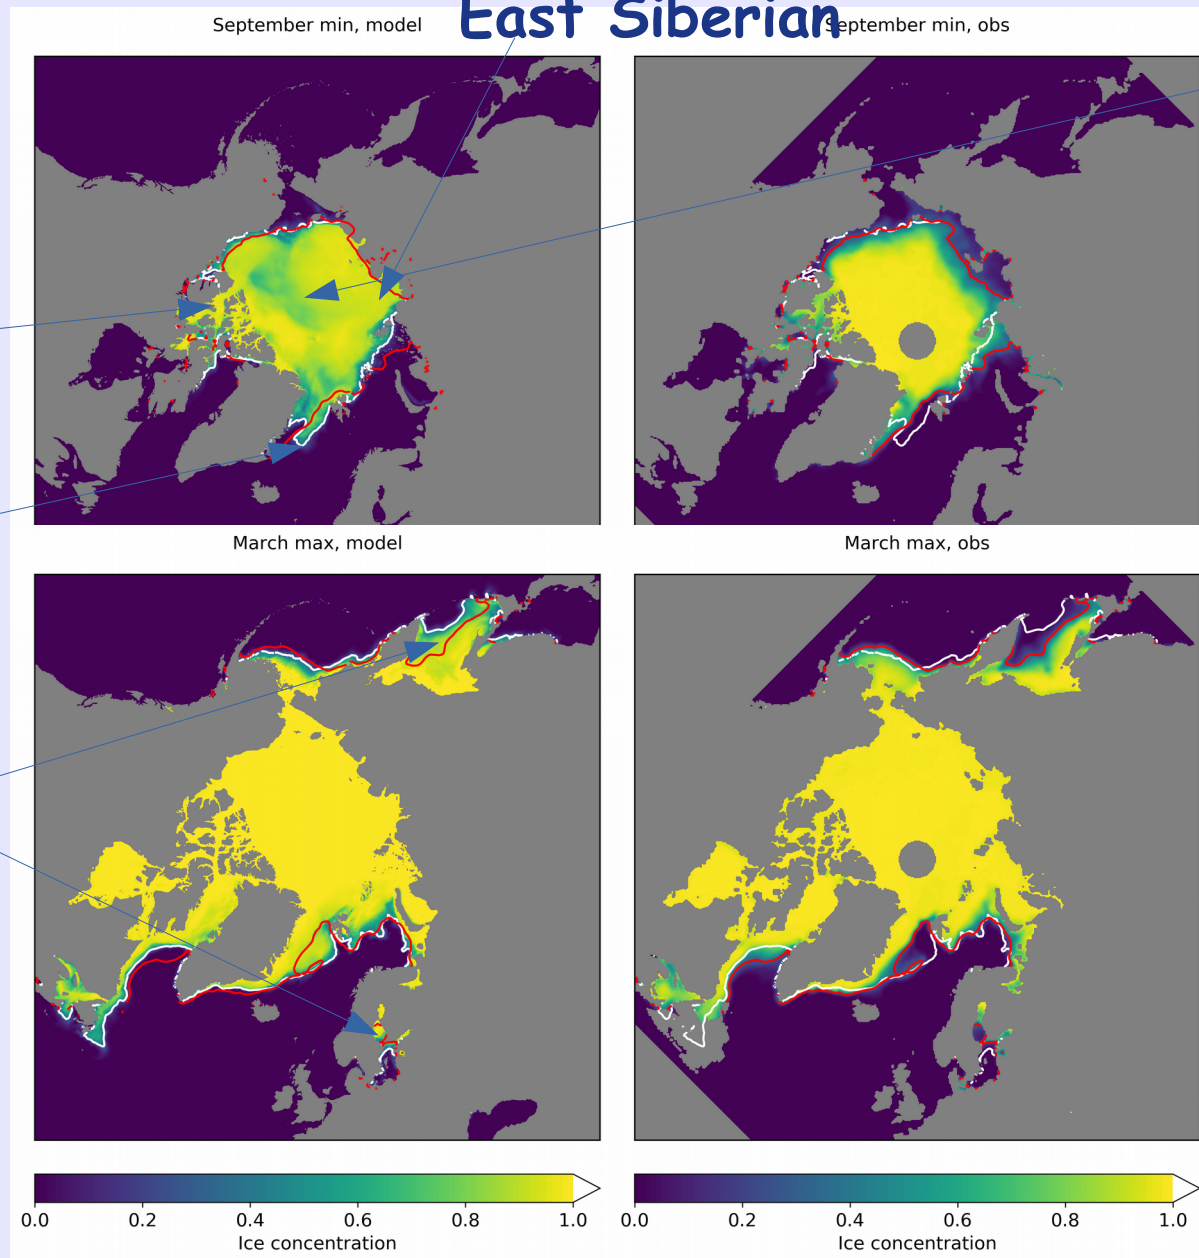 East Siberian
September min, model
September min, obs
March max, model
March max, obs
0.0 0.2 0.4 0.6 0.8 1.0
Ice concentration
0.0 0.2 0.4 0.6 0.8 1.0
Ice concentration